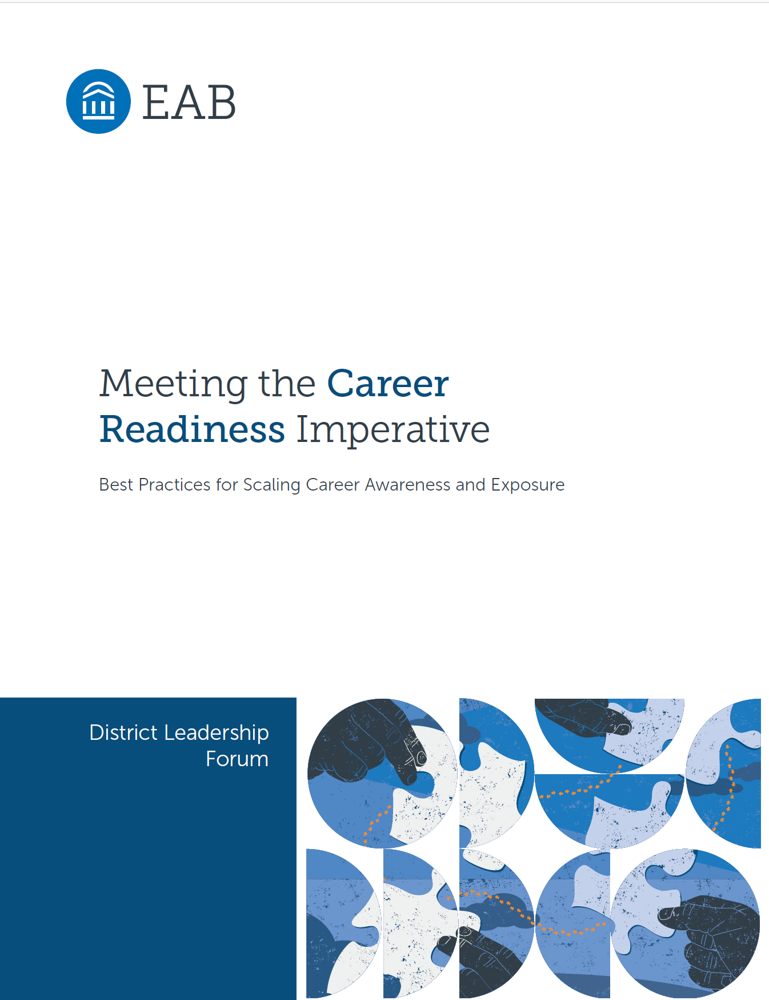 EAB
Meeting the Career
Readiness Imperative
Best Practices for Scaling Career Awareness and Exposure
District Leadership
Forum